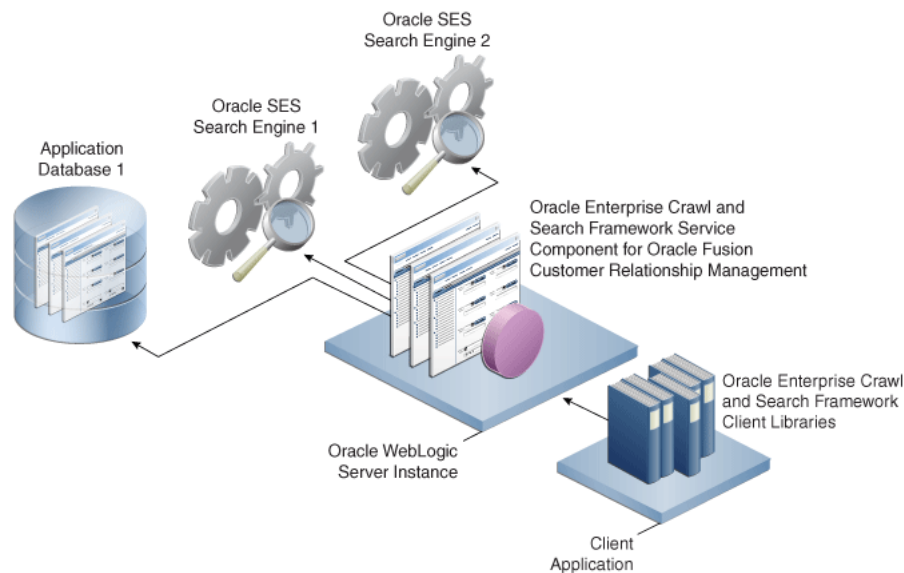 Oracle SES
Search Engine 2
Oracle SES
Search Engine 1
Application
Database 1
Oracle Enterprise Crawl and
Search Framework Service
Component for Oracle Fusion
Customer Relationship Management
Oracle Enterprise Crawl
and Search Framework
Client Libraries
Oracle WebLogic
Server Instance
Client
Application